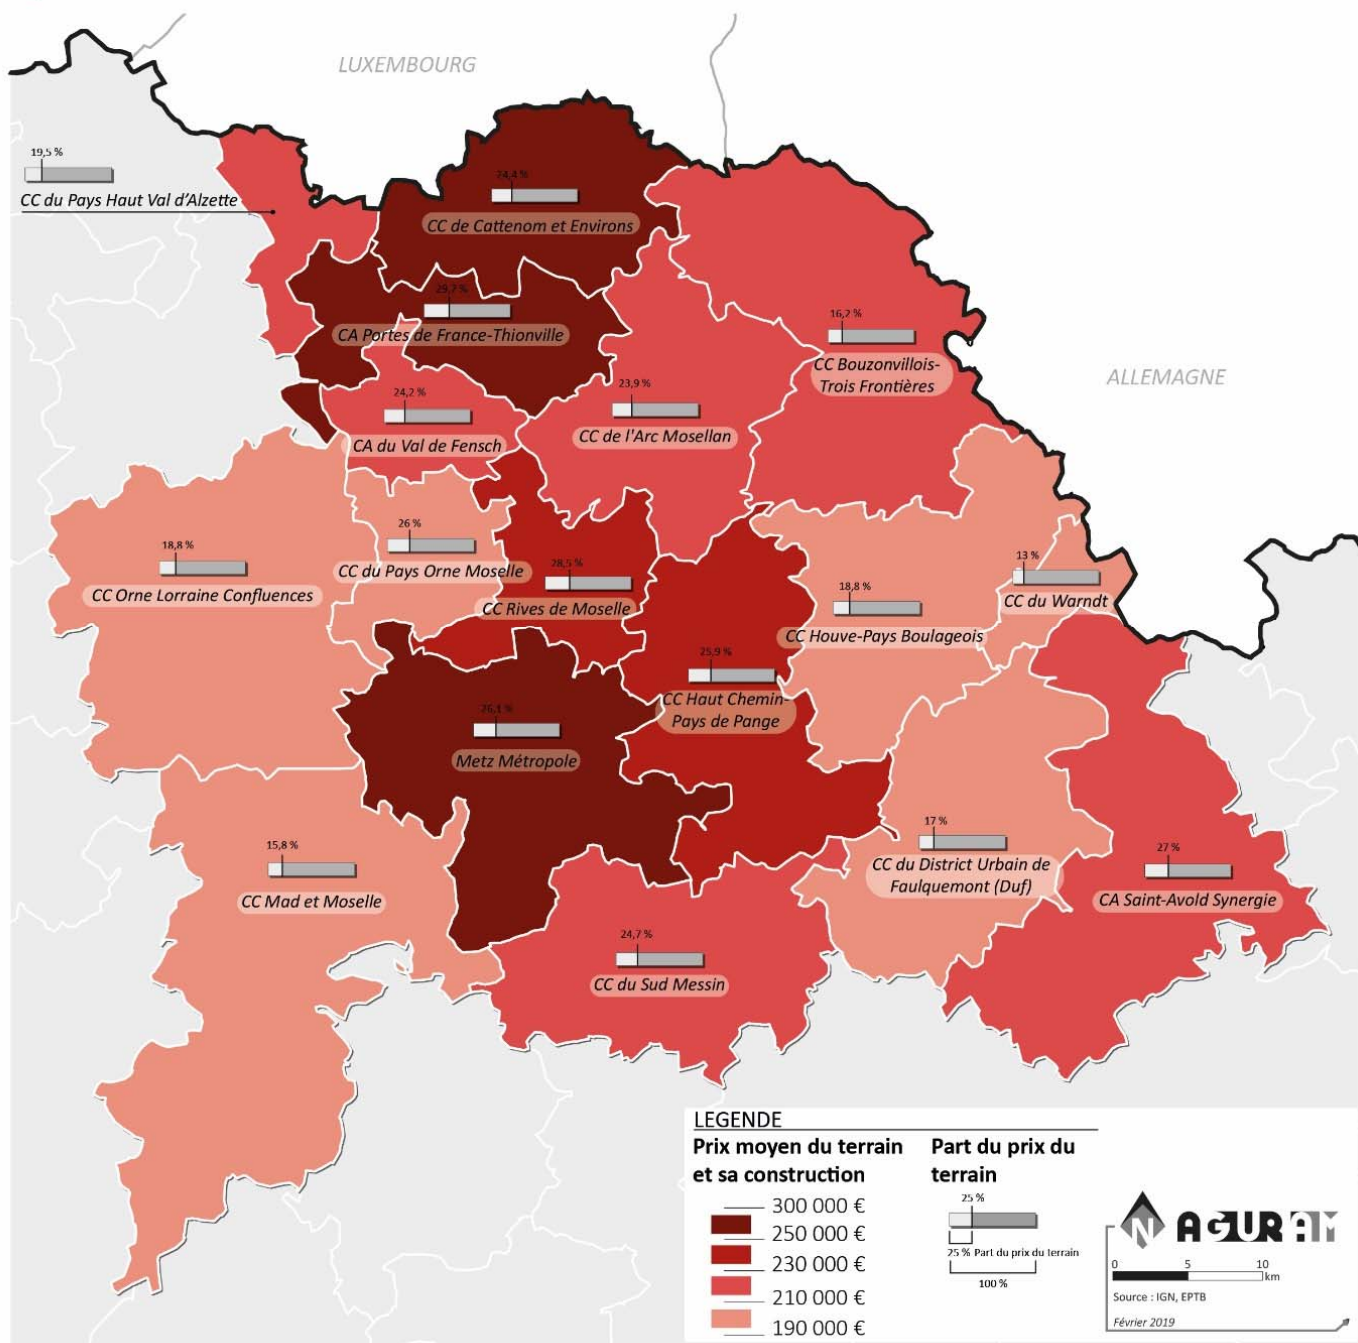 LUXEMBOURG
19,5 %
CC du Pays Haut Val d'Alzette
24,4 %
CC de Cattenom et Environs
29,7 %
CA Portes de France-Thionville
16,2 %
CC Bouzonvillois-
Trois Frontières
ALLEMAGNE
24,2 %
CA du Val de Fensch
23,9 %
CC de l'Arc Mosellan
18,8 %
CC Orne Lorraine Confluences
26 %
CC du Pays Orne Moselle
28,5 %
CC Rives de Moselle
13 %
CC du Warndt
18,8 %
CC Houve-Pays Boulageois
25,9 %
CC Haut Chemin-
Pays de Pange
26,1 %
Metz Métropole
15,8 %
CC Mad et Moselle
17 %
CC du District Urbain de
Faulquemont (Duf)
27 %
CA Saint-Avold Synergie
24,7 %
CC du Sud Messin
LEGENDE
Prix moyen du terrain
et sa construction
300 000 €
250 000 €
230 000 €
210 000 €
190 000 €
Part du prix du
terrain
25 %
25 % Part du prix du terrain
100 %
N AGURAM
0 5 10
km
Source : IGN, EPTB
Février 2019